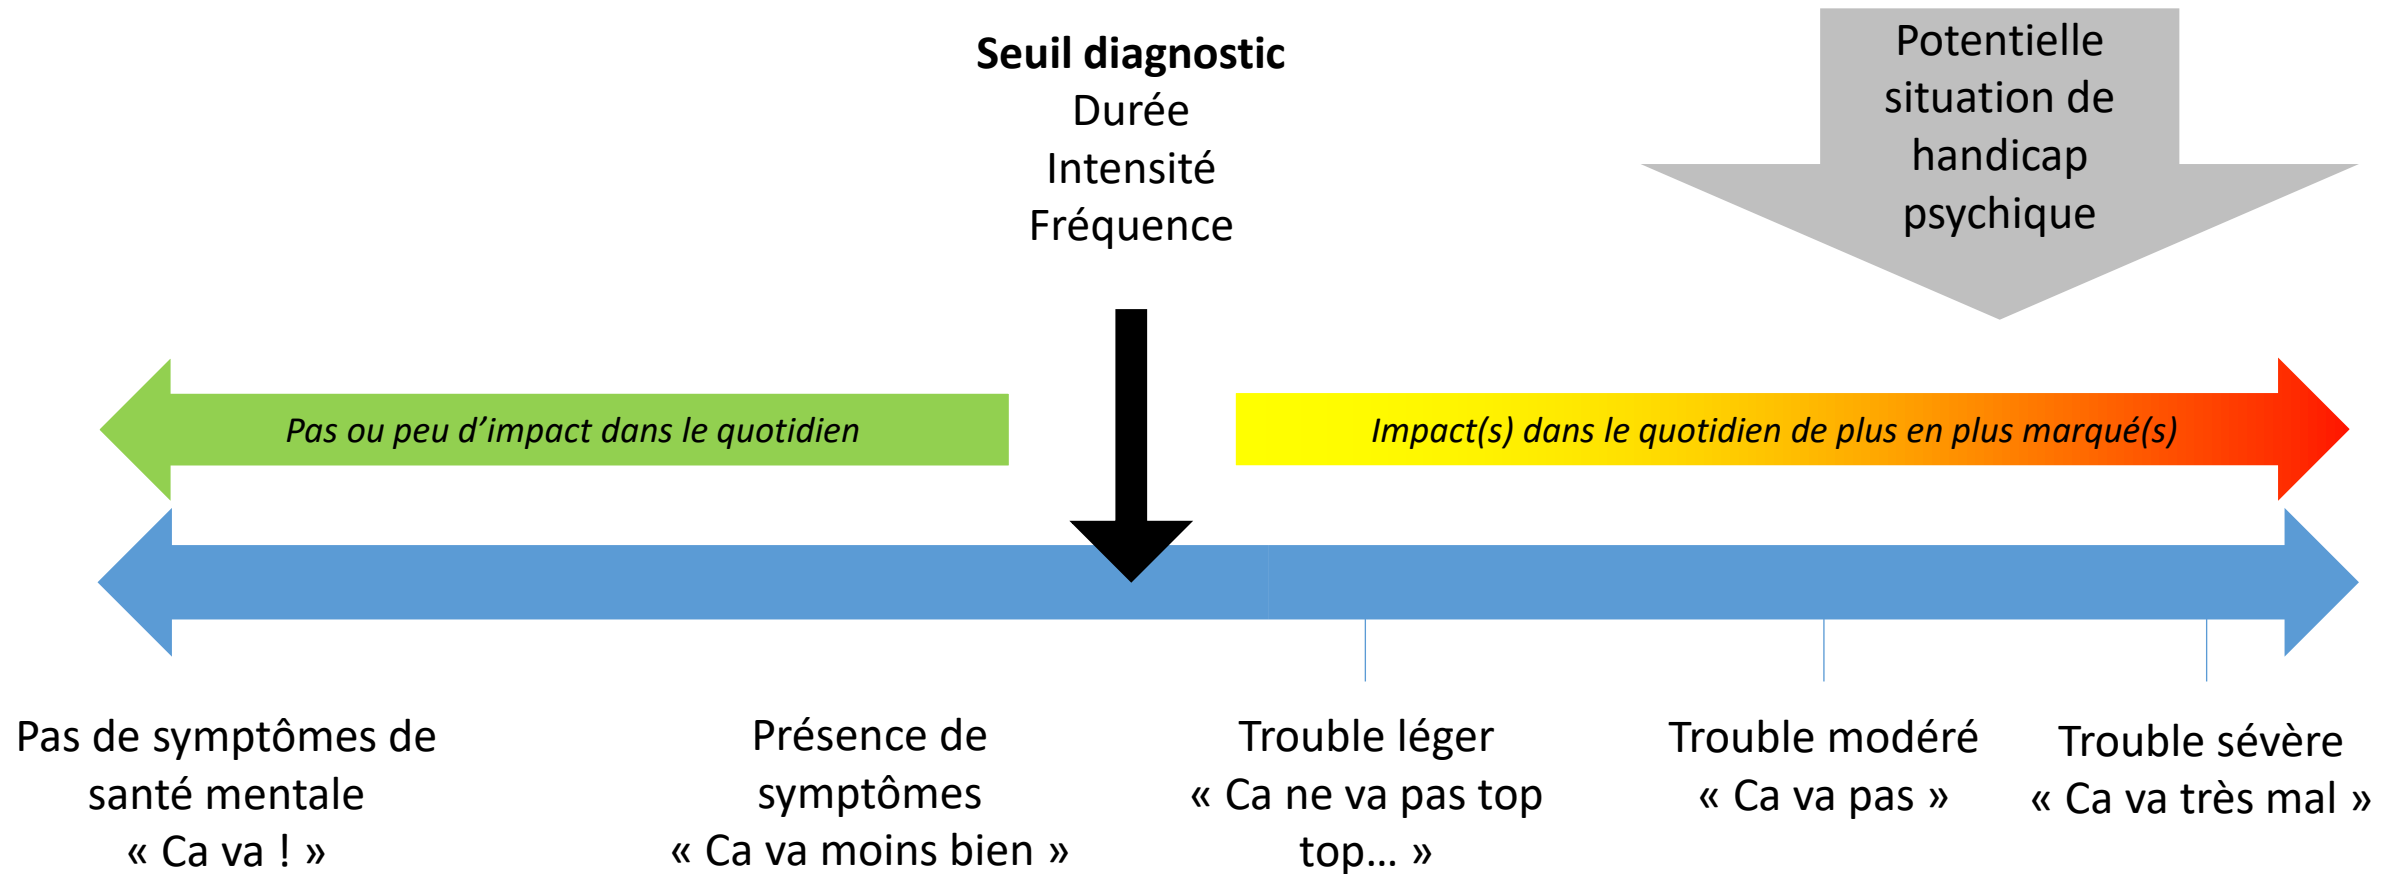 Seuil diagnostic
Durée
Intensité
Fréquence
Potentielle
situation de
handicap
psychique
Pas ou peu d’impact dans le quotidien
Impact(s) dans le quotidien de plus en plus marqué(s)
Pas de symptômes de
santé mentale
« Ca va ! »
Présence de
symptômes
« Ca va moins bien »
Trouble léger
« Ca ne va pas top
top… »
Trouble modéré
« Ca va pas »
Trouble sévère
« Ca va très mal »